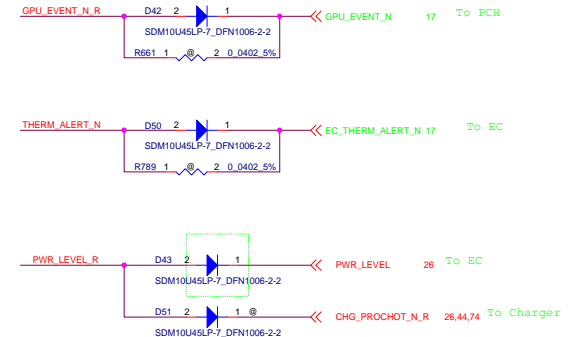 GPU_EVENT_N_R D42 2 1 GPU_EVENT_N 17 To PCH
SDM10U45LP-7_DFN1006-2-2
R661 1 @ 2 0_0402_5%
THERM_ALERT_N D50 2 1 EC_THERM_ALERT_N 17 To EC
SDM10U45LP-7_DFN1006-2-2
R789 1 @ 2 0_0402_5%
PWR_LEVEL_R D43 2 1 PWR_LEVEL 26 To EC
SDM10U45LP-7_DFN1006-2-2
D51 2 1 @ CHG_PROCHOT_N_R 26,44,74 To Charger
SDM10U45LP-7_DFN1006-2-2